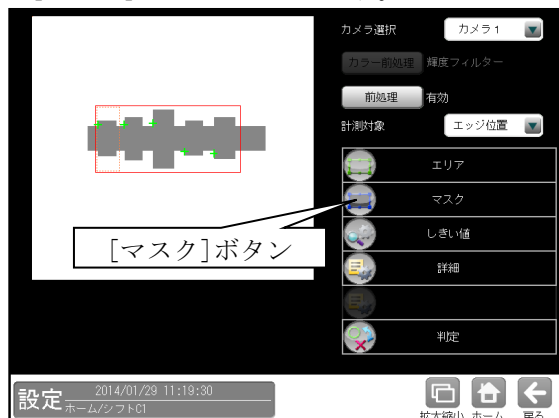 カメラ選択
カメラ1
カラー前処理
輝度フィルター
前処理
有効
計測対象
エッジ位置
エリア
マスク
しきい値
詳細
判定
[マスク]ボタン
設定
2014/01/29 11:19:30
ホーム/シフトC1
拡大縮小
ホーム
戻る